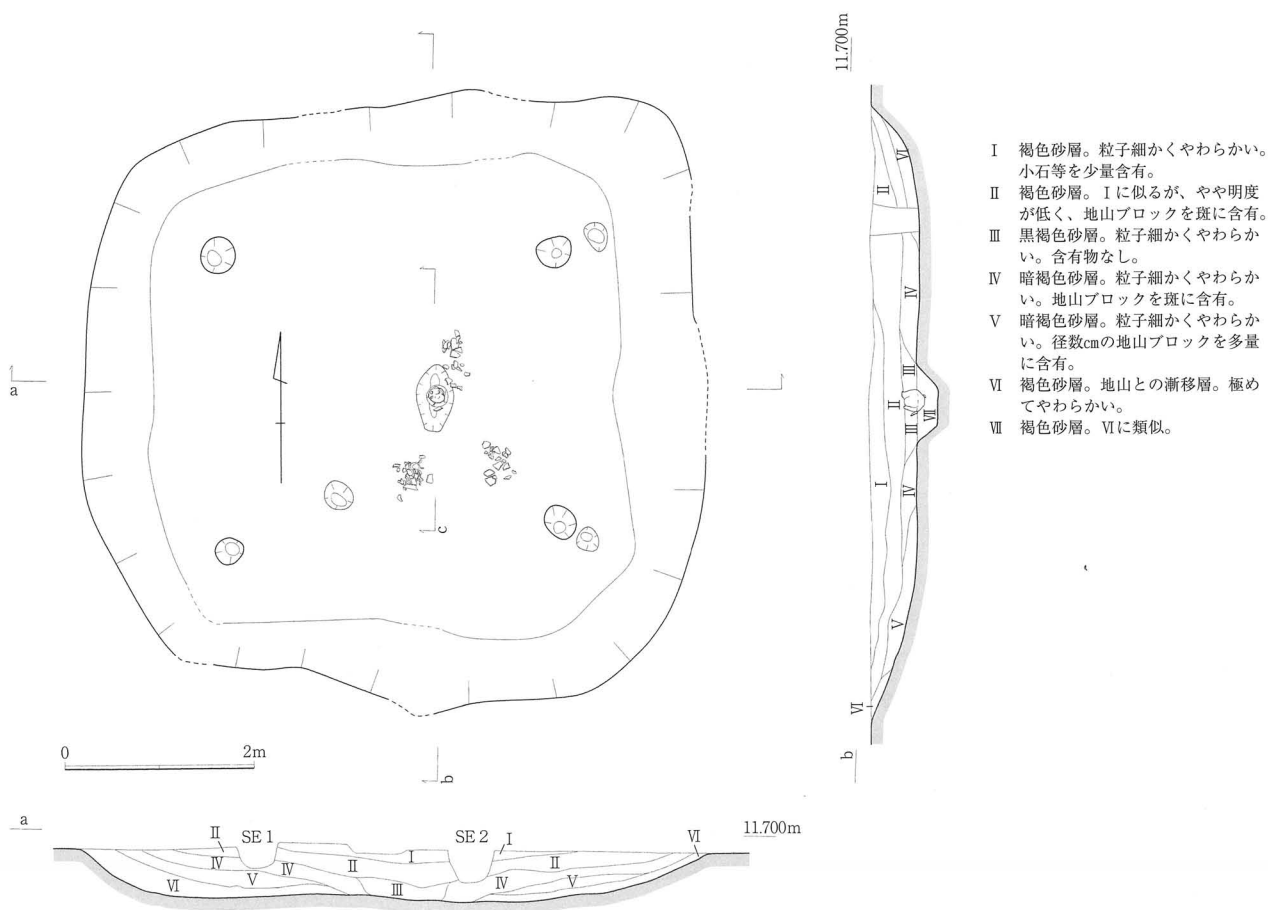 11.700m
Ⅰ 褐色砂層。粒子細かくやわらかい。
小石等を少量含有。
Ⅱ 褐色砂層。Ⅰに似るが、やや明度
が低く、地山ブロックを斑に含有。
Ⅲ 黒褐色砂層。粒子細かくやわらか
い。含有物なし。
Ⅳ 暗褐色砂層。粒子細かくやわらか
い。地山ブロックを斑に含有。
Ⅴ 暗褐色砂層。粒子細かくやわらか
い。径数㎝の地山ブロックを多量
に含有。
Ⅵ 褐色砂層。地山との漸移層。極め
てやわらかい。
Ⅶ 褐色砂層。Ⅵに類似。
Ⅵ
Ⅱ
Ⅳ
Ⅲ
Ⅱ
Ⅶ
Ⅲ
Ⅰ
Ⅳ
Ⅴ
Ⅵ
b
a
c
b
0 2m
a
11.700m
Ⅱ SE1 SE2 Ⅰ Ⅵ
Ⅳ Ⅳ Ⅱ Ⅰ Ⅱ
Ⅵ Ⅴ Ⅲ Ⅳ Ⅴ